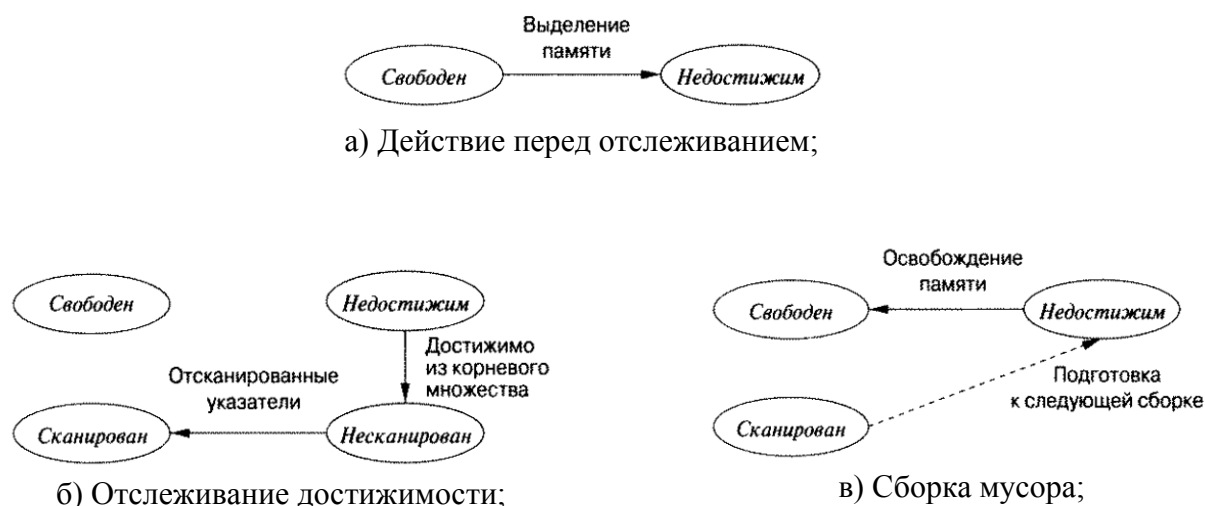 Выделение
памяти
Свободен
Недостижим
а) Действие перед отслеживанием;
Свободен
Недостижим
Достижимо
из корневого
множества
Отсканированные
указатели
Сканирован
Несканирован
б) Отслеживание достижимости;
Освобождение
памяти
Свободен
Недостижим
Подготовка
к следующей сборке
Сканирован
в) Сборка мусора;